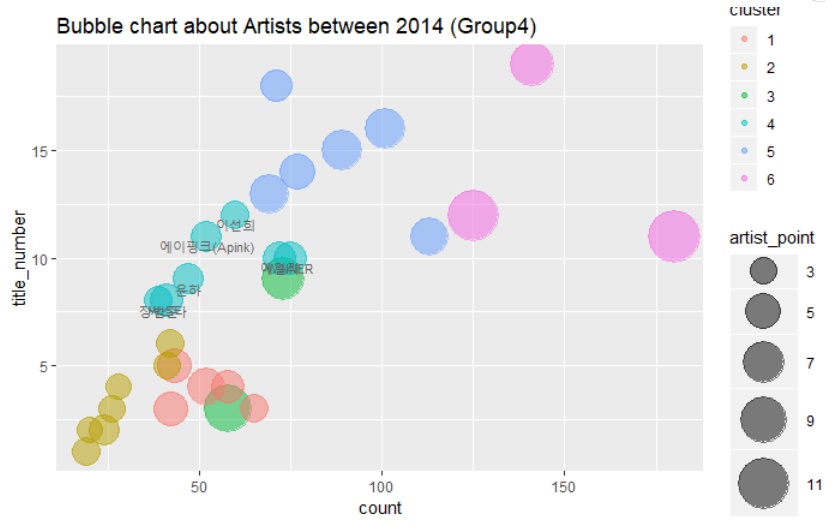 Bubble chart about Artists between 2014 (Group4)
cluster
1
2
3
4
5
6
artist_point
3
5
7
9
11
title_number
15
10
5
이선희
에이핑크(Apink)
윤하
50
100
150
count